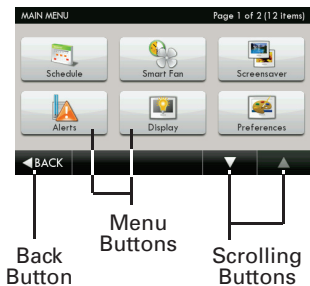 MAIN MENU Page 1 of 2 (12 items)
Schedule Smart Fan Screensaver
Alerts Display Preferences
BACK
Menu
Buttons
Back
Button
Scrolling
Buttons